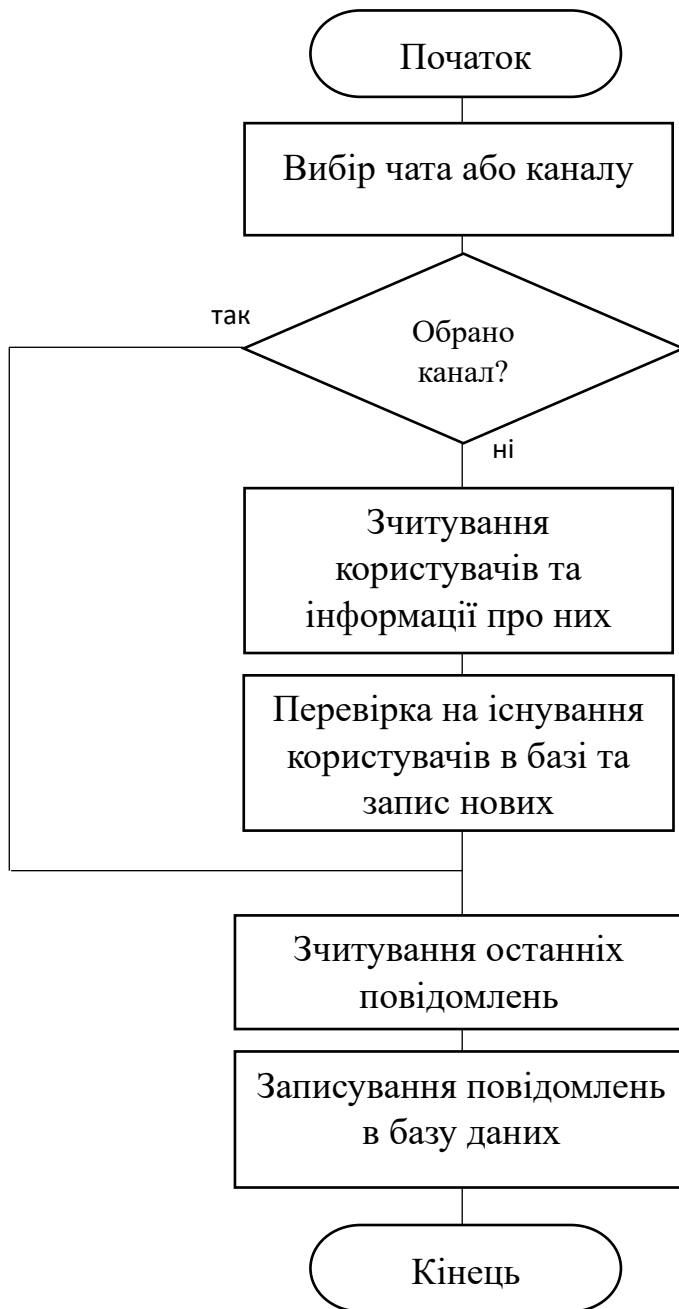 Початок
Вибір чата або каналу
так
Обрано
канал?
ні
Зчитування
користувачів та
інформації про них
Перевірка на існування
користувачів в базі та
запис нових
Зчитування останніх
повідомлень
Записування повідомлень
в базу даних
Кінець